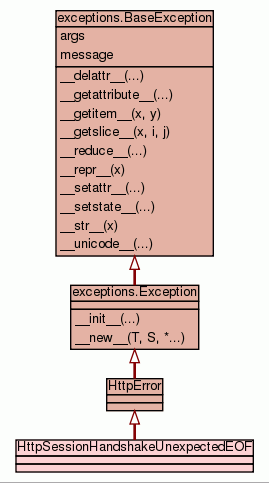 exceptions.BaseException
args
message
__delattr__(...)
__getattribute__(...)
__getitem__(x, y)
__getslice__(x, i, j)
__reduce__(...)
__repr__(x)
__setattr__(...)
__setstate__(...)
__str__(x)
__unicode__(...)
exceptions.Exception
__init__(...)
__new__(T, S, *...)
HttpError
HttpSessionHandshakeUnexpectedEOF